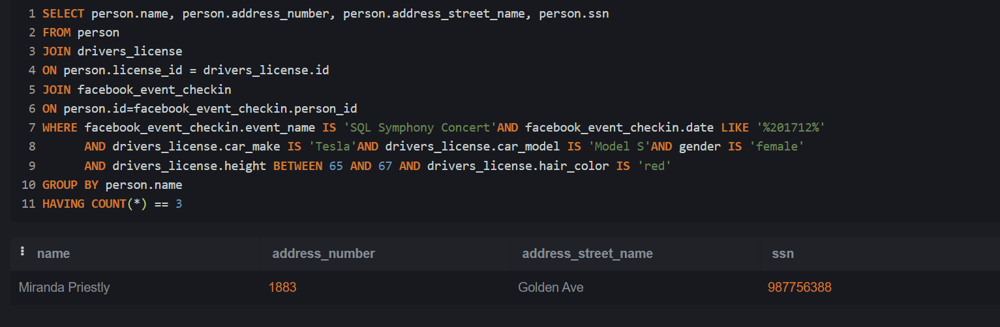 1 SELECT person.name, person.address_number, person.address_street_name, person.ssn
2 FROM person
3 JOIN drivers_license
4 ON person.license_id = drivers_license.id
5 JOIN facebook_event_checkin
6 ON person.id=facebook_event_checkin.person_id
7 WHERE facebook_event_checkin.event_name IS 'SQL Symphony Concert'AND facebook_event_checkin.date LIKE '%201712%'
8 AND drivers_license.car_make IS 'Tesla'AND drivers_license.car_model IS 'Model S'AND gender IS 'female'
9 AND drivers_license.height BETWEEN 65 AND 67 AND drivers_license.hair_color IS 'red'
10 GROUP BY person.name
11 HAVING COUNT(*) == 3
name address_number address_street_name ssn
Miranda Priestly 1883 Golden Ave 987756388